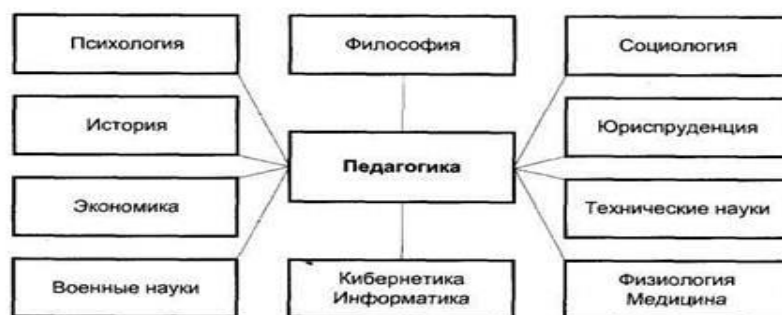 Психология
Философия
Социология
История
Юриспруденция
Педагогика
Экономика
Технические науки
Военные науки
Кибернетика
Информатика
Физиология
Медицина